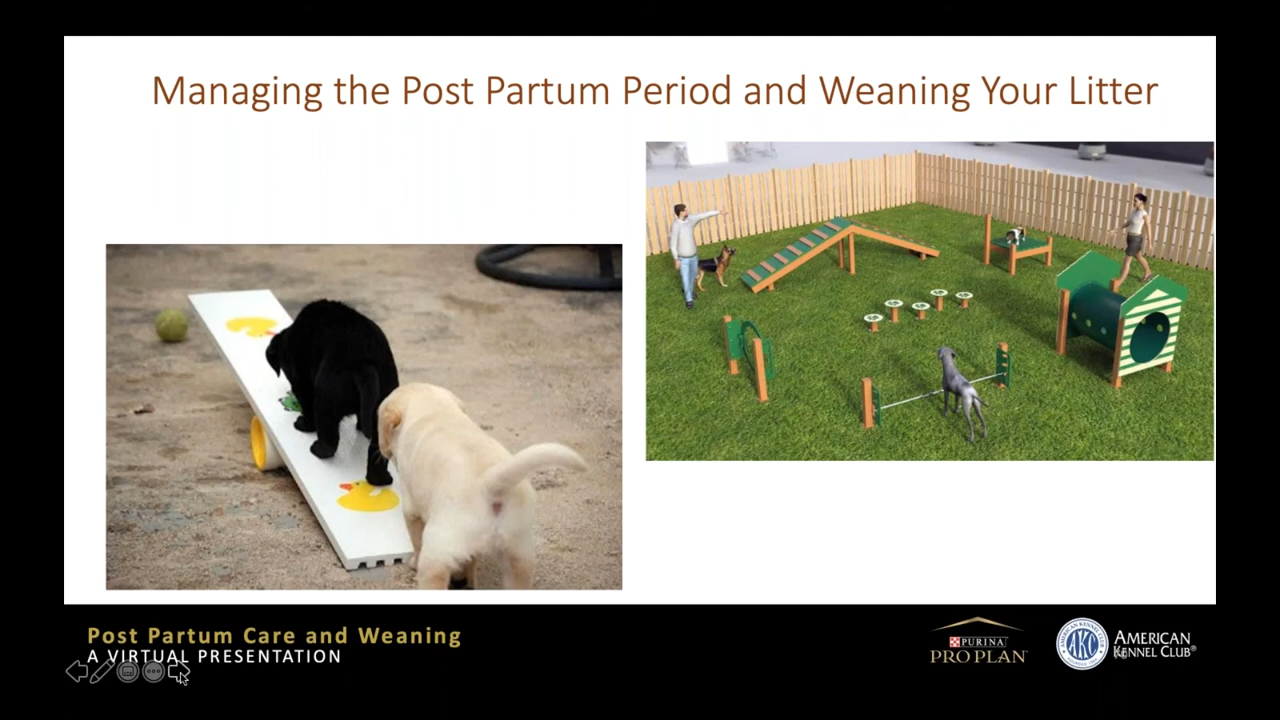 Managing the Post Partum Period and Weaning Your Litter
Post Partum Care and Weaning
A VIRTUAL PRESENTATION
PURINA
PRO PLAN
AKC
AMERICAN
KENNEL CLUB®